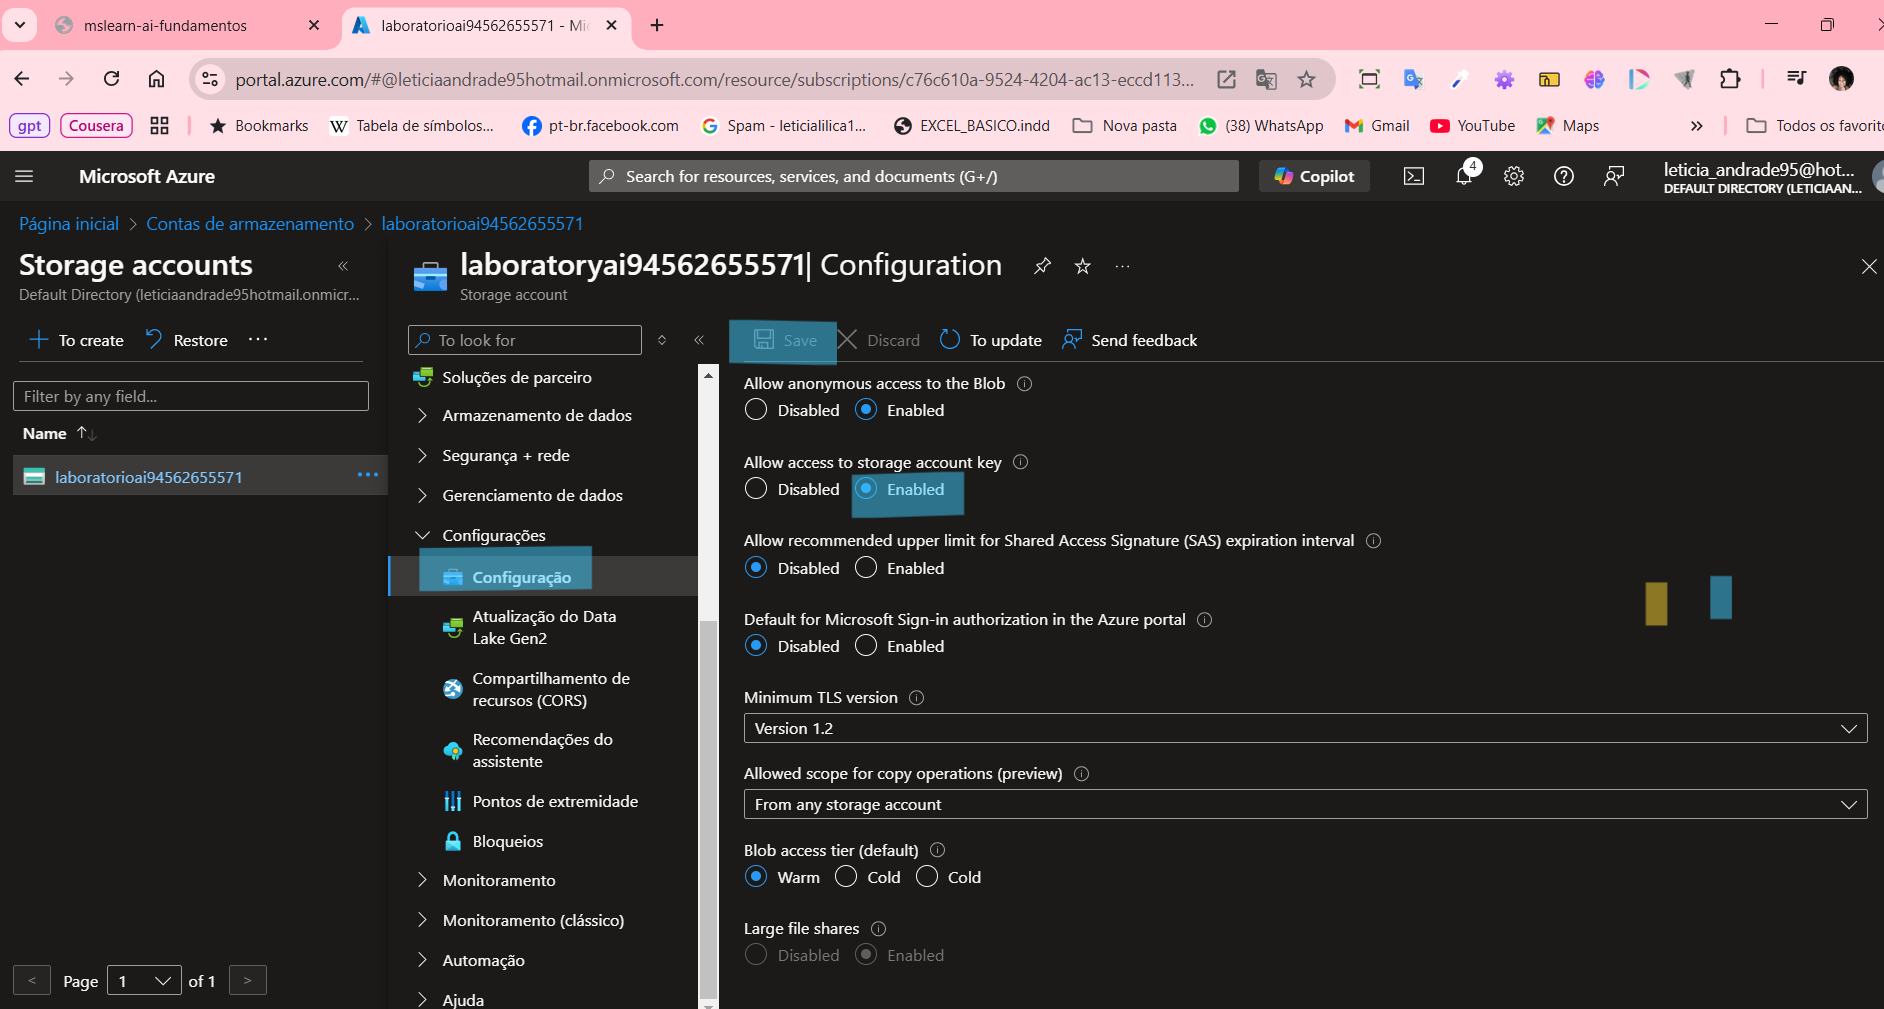 mslearn-ai-fundamentos
laboratorioai94562655571 - Mi
portal.azure.com/#@leticiaandrade95hotmail.onmicrosoft.com/resource/subscriptions/c76c610a-9524-4204-ac13-eccd113...
gpt
Cousera
Bookmarks
Tabela de símbolos...
pt-br.facebook.com
Spam - leticialilica1...
EXCEL_BASICO.indd
Nova pasta
(38) WhatsApp
Gmail
YouTube
Maps
»
Todos os favorit
Microsoft Azure
Search for resources, services, and documents (G+/)
Copilot
4
leticia_andrade95@hot...
DEFAULT DIRECTORY (LETICIAAN...
Página inicial > Contas de armazenamento > laboratorioai94562655571
Storage accounts
«
Default Directory (leticiaandrade95hotmail.onmicr...
To create
Restore
...
Filter by any field...
Name ↑↓
laboratorioai94562655571
...
< Page 1 of 1 >
laboratoryai94562655571| Configuration
...
Storage account
To look for
«
Soluções de parceiro
Armazenamento de dados
Segurança + rede
Gerenciamento de dados
Configurações
Configuração
Atualização do Data
Lake Gen2
Compartilhamento de
recursos (CORS)
Recomendações do
assistente
Pontos de extremidade
Bloqueios
Monitoramento
Monitoramento (clássico)
Automação
Ajuda
Save
Discard
To update
Send feedback
Allow anonymous access to the Blob
Disabled Enabled
Allow access to storage account key
Disabled Enabled
Allow recommended upper limit for Shared Access Signature (SAS) expiration interval
Disabled Enabled
Default for Microsoft Sign-in authorization in the Azure portal
Disabled Enabled
Minimum TLS version
Version 1.2
Allowed scope for copy operations (preview)
From any storage account
Blob access tier (default)
Warm Cold Cold
Large file shares
Disabled Enabled